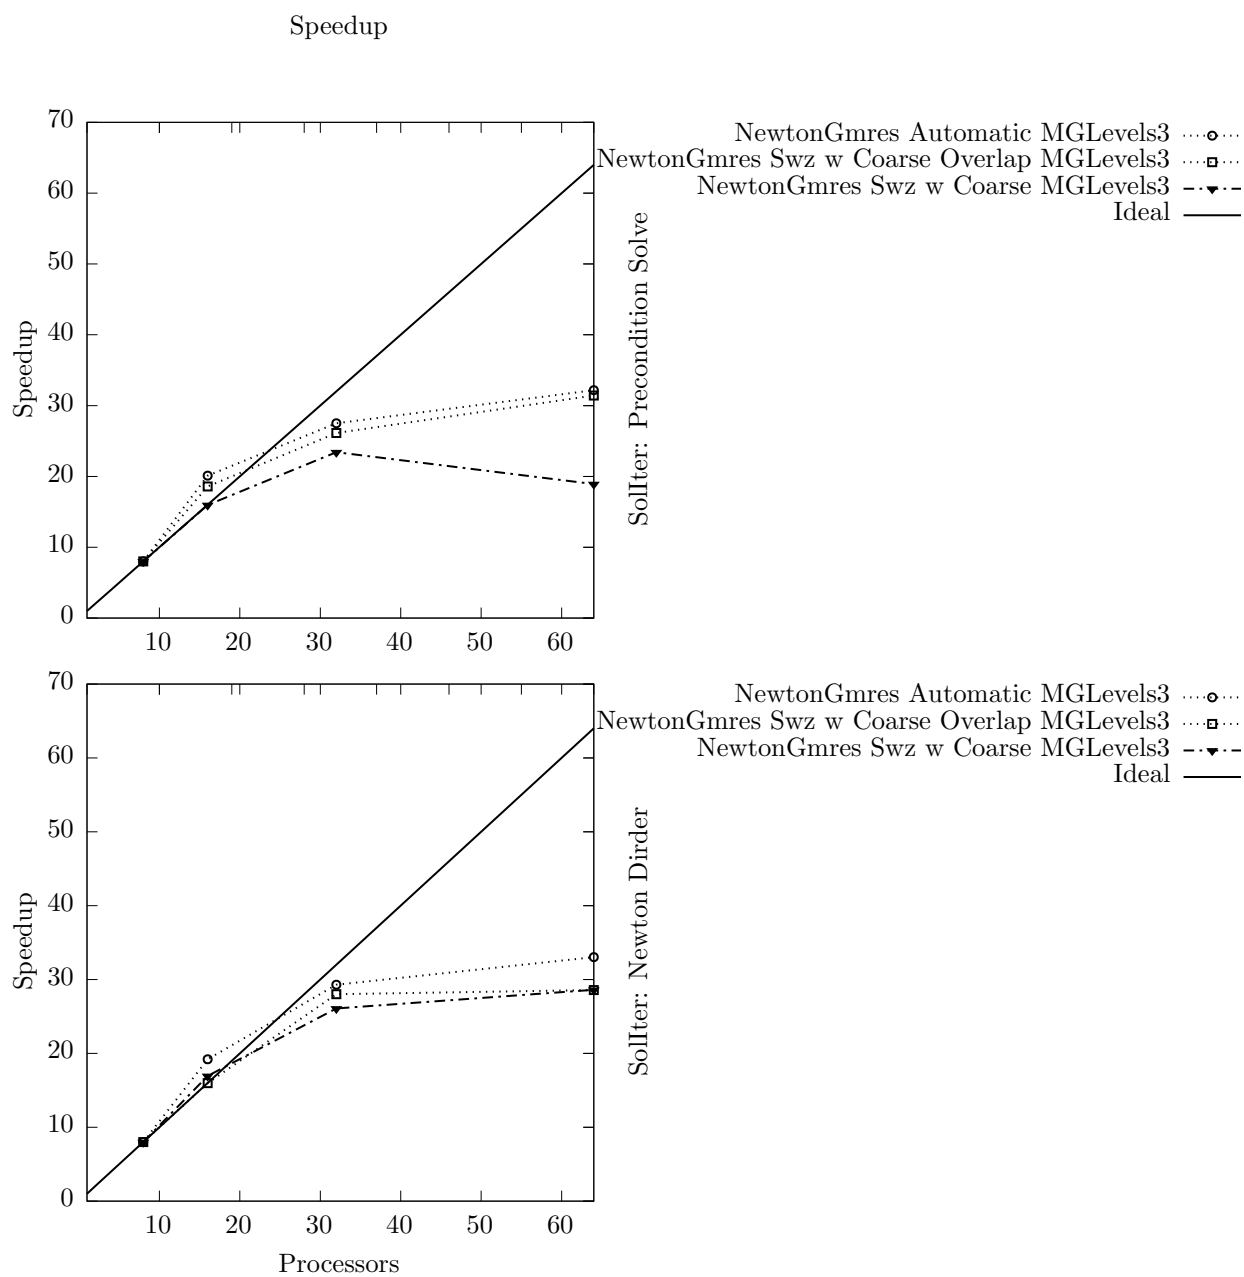 Speedup
70
60
50
40
30
20
10
0
10 20 30 40 50 60
Speedup
SolIter: Precondition Solve
NewtonGmres Automatic MGLevels3
NewtonGmres Swz w Coarse Overlap MGLevels3
NewtonGmres Swz w Coarse MGLevels3
Ideal
70
60
50
40
30
20
10
0
10 20 30 40 50 60
Speedup
Processors
SolIter: Newton Dirder
NewtonGmres Automatic MGLevels3
NewtonGmres Swz w Coarse Overlap MGLevels3
NewtonGmres Swz w Coarse MGLevels3
Ideal